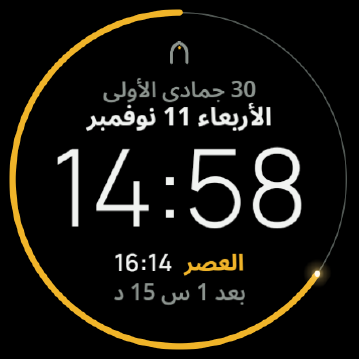 30 جمادى الأولى
الأربعاء 11 نوفمبر
14:58
العصر 16:14
بعد 1 س 15 د